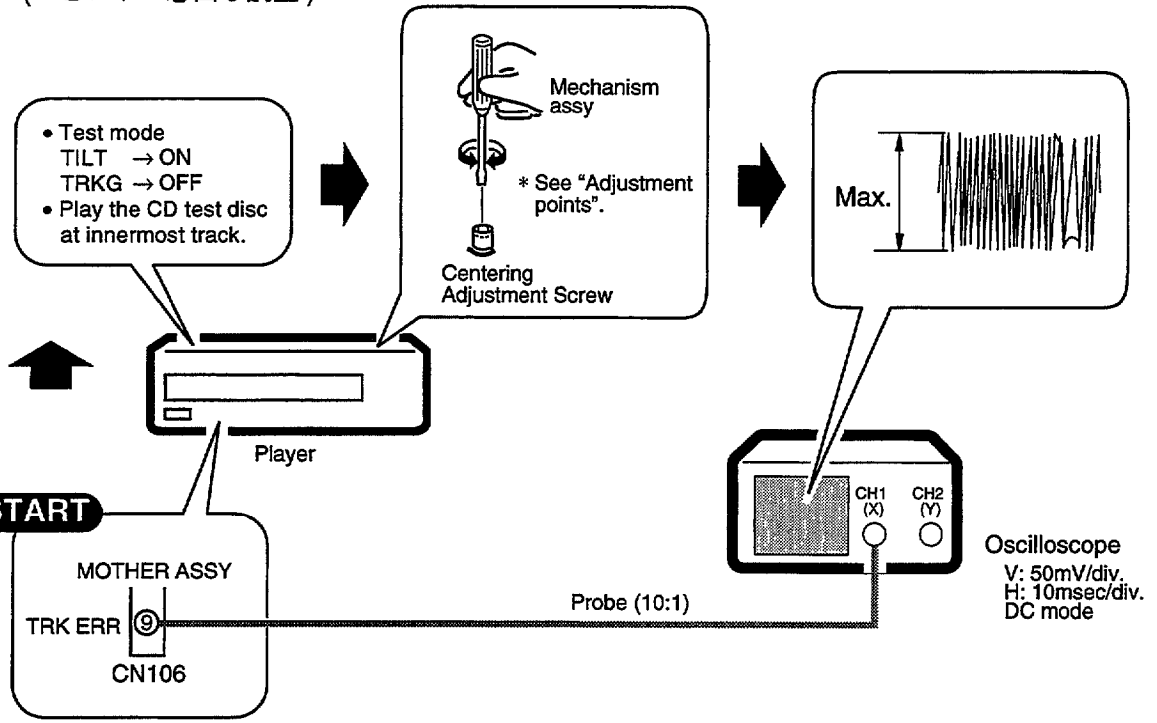 • Test mode
TILT → ON
TRKG → OFF
• Play the CD test disc
at innermost track.
Mechanism
assy
* See "Adjustment
points".
Centering
Adjustment Screw
Max.
Player
START
MOTHER ASSY
TRK ERR ⑨
CN106
Probe (10:1)
CH1
(X)
CH2
(Y)
Oscilloscope
V: 50mV/div.
H: 10msec/div.
DC mode